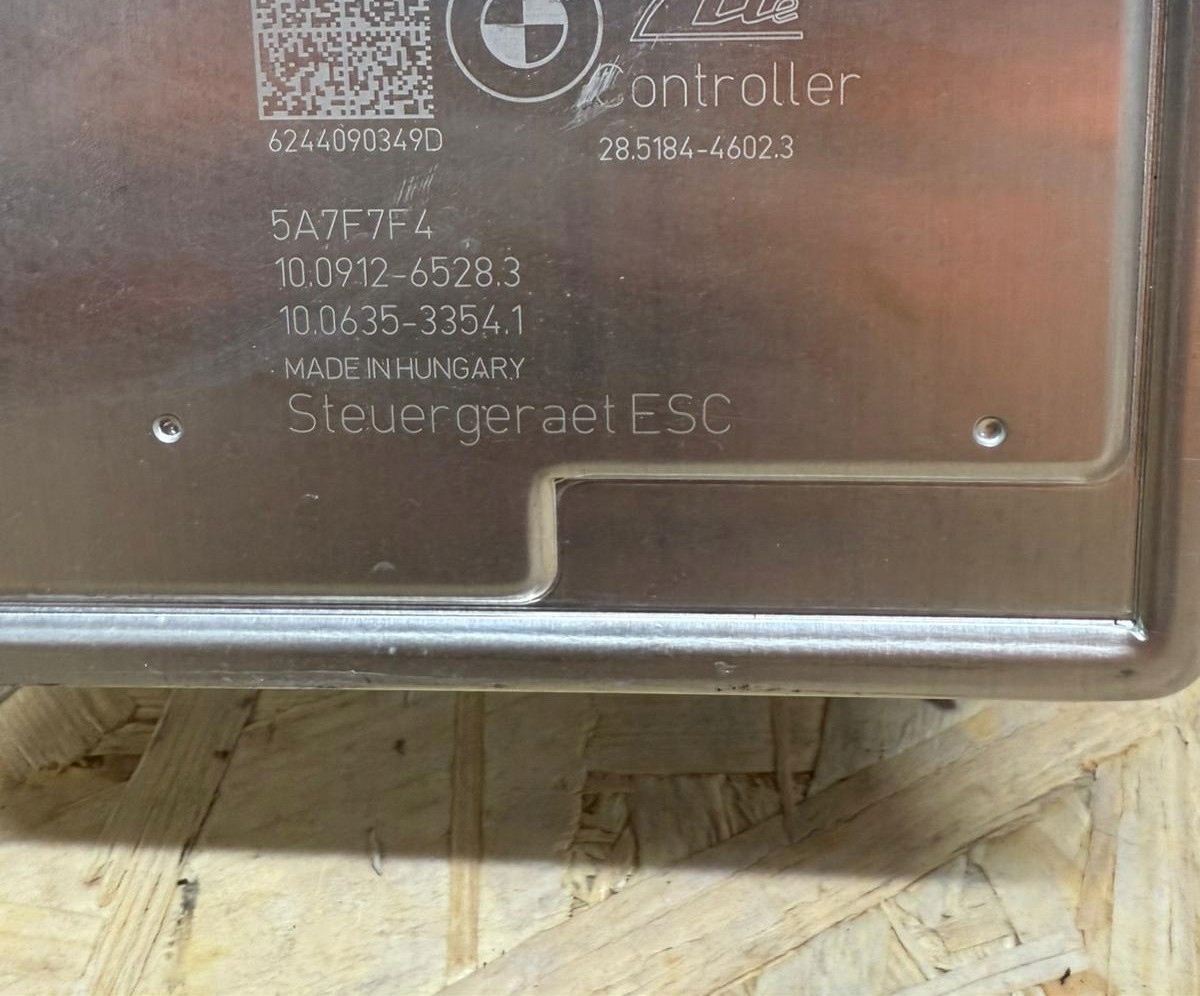 Ate
Controller
6244090349D
28.5184-4602.3
5A7F7F4
10.0912-6528.3
10.0635-3354.1
MADE IN HUNGARY
Steuergeraet ESC